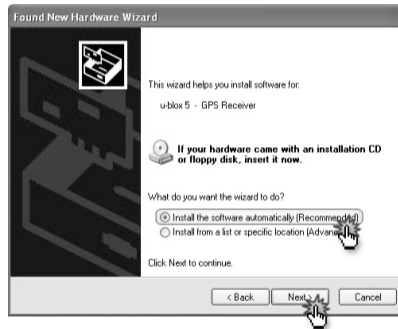 Found New Hardware Wizard
This wizard helps you install software for:
u-blox 5 - GPS Receiver
If your hardware came with an installation CD
or floppy disk, insert it now.
What do you want the wizard to do?
Install the software automatically (Recommended)
Install from a list or specific location (Advan
Click Next to continue.
< Back
Next >
Cancel